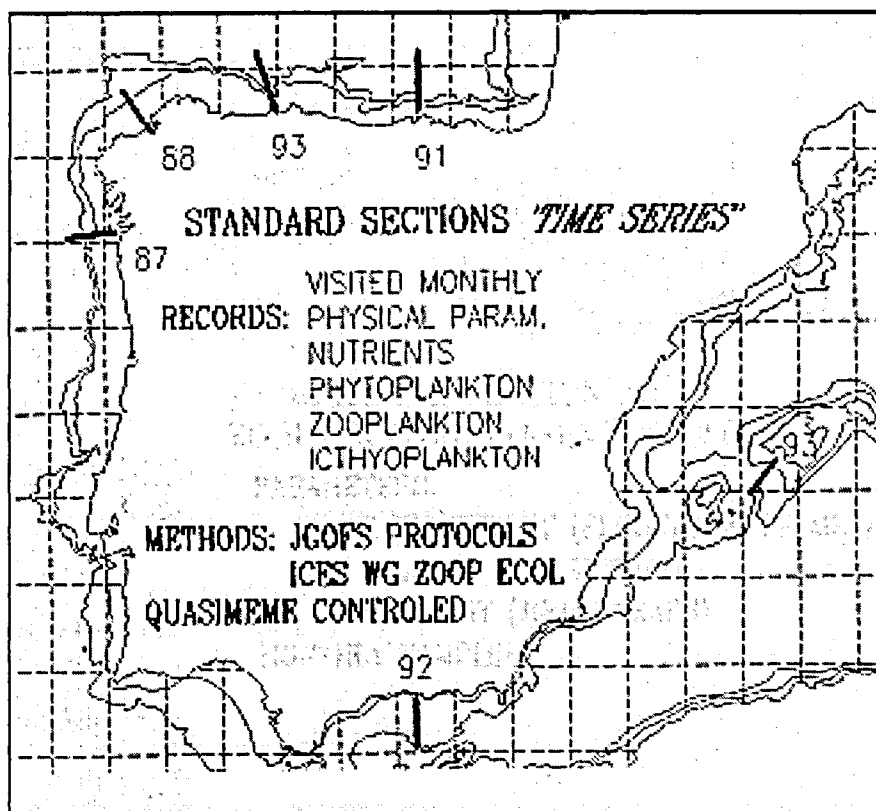 88
93
91
STANDARD SECTIONS 'TIME SERIES"
87
VISITED MONTHLY
RECORDS: PHYSICAL PARAM.
NUTRIENTS
PHYTOPLANKTON
ZOOPLANKTON
ICTHYOPLANKTON
93
METHODS: JGOFS PROTOCOLS
ICES WG ZOOP ECOL
QUASIMEME CONTROLED
92